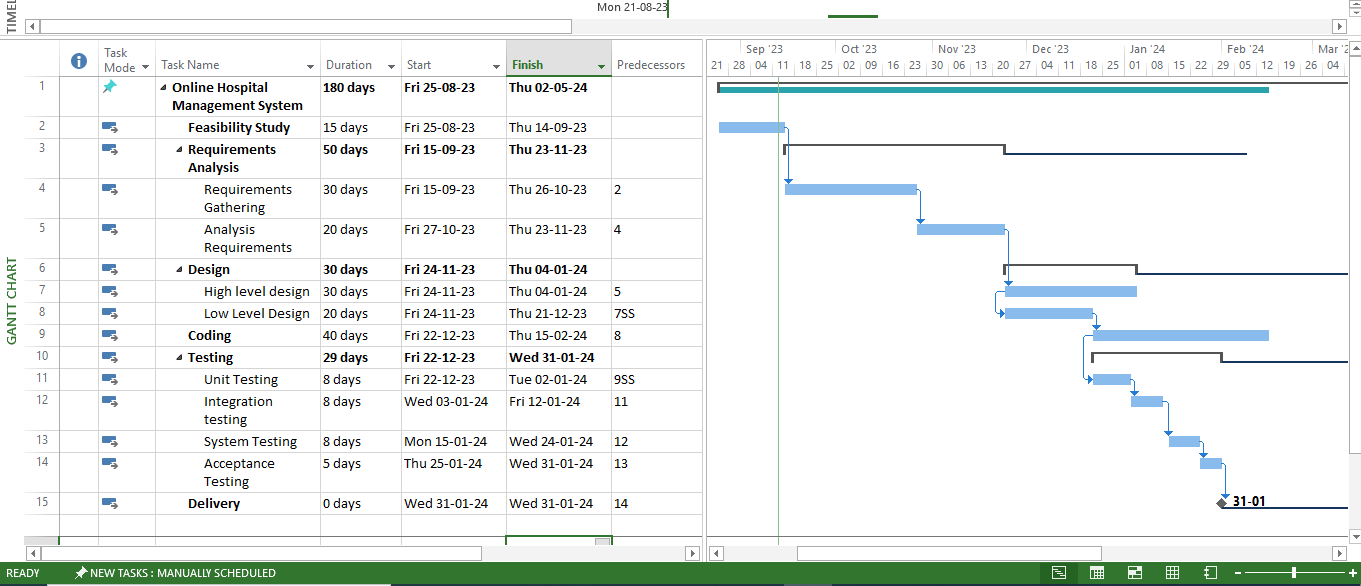 TIMEL
Mon 21-08-23
Task Mode
Task Name
Duration
Start
Finish
Predecessors
Sep '23 Oct '23 Nov '23 Dec '23 Jan '24 Feb '24 Mar '2
21 28 04 11 18 25 02 09 16 23 30 06 13 20 27 04 11 18 25 01 08 15 22 29 05 12 19 26 04
1 Online Hospital 180 days Fri 25-08-23 Thu 02-05-24
Management System
2 Feasibility Study 15 days Fri 25-08-23 Thu 14-09-23
3 Requirements 50 days Fri 15-09-23 Thu 23-11-23
Analysis
4 Requirements 30 days Fri 15-09-23 Thu 26-10-23 2
Gathering
5 Analysis 20 days Fri 27-10-23 Thu 23-11-23 4
Requirements
6 Design 30 days Fri 24-11-23 Thu 04-01-24
7 High level design 30 days Fri 24-11-23 Thu 04-01-24 5
8 Low Level Design 20 days Fri 24-11-23 Thu 21-12-23 7SS
9 Coding 40 days Fri 22-12-23 Thu 15-02-24 8
10 Testing 29 days Fri 22-12-23 Wed 31-01-24
11 Unit Testing 8 days Fri 22-12-23 Tue 02-01-24 9SS
12 Integration 8 days Wed 03-01-24 Fri 12-01-24 11
testing
13 System Testing 8 days Mon 15-01-24 Wed 24-01-24 12
14 Acceptance 5 days Thu 25-01-24 Wed 31-01-24 13
Testing
15 Delivery 0 days Wed 31-01-24 Wed 31-01-24 14
31-01
GANTT CHART
READY NEW TASKS : MANUALLY SCHEDULED